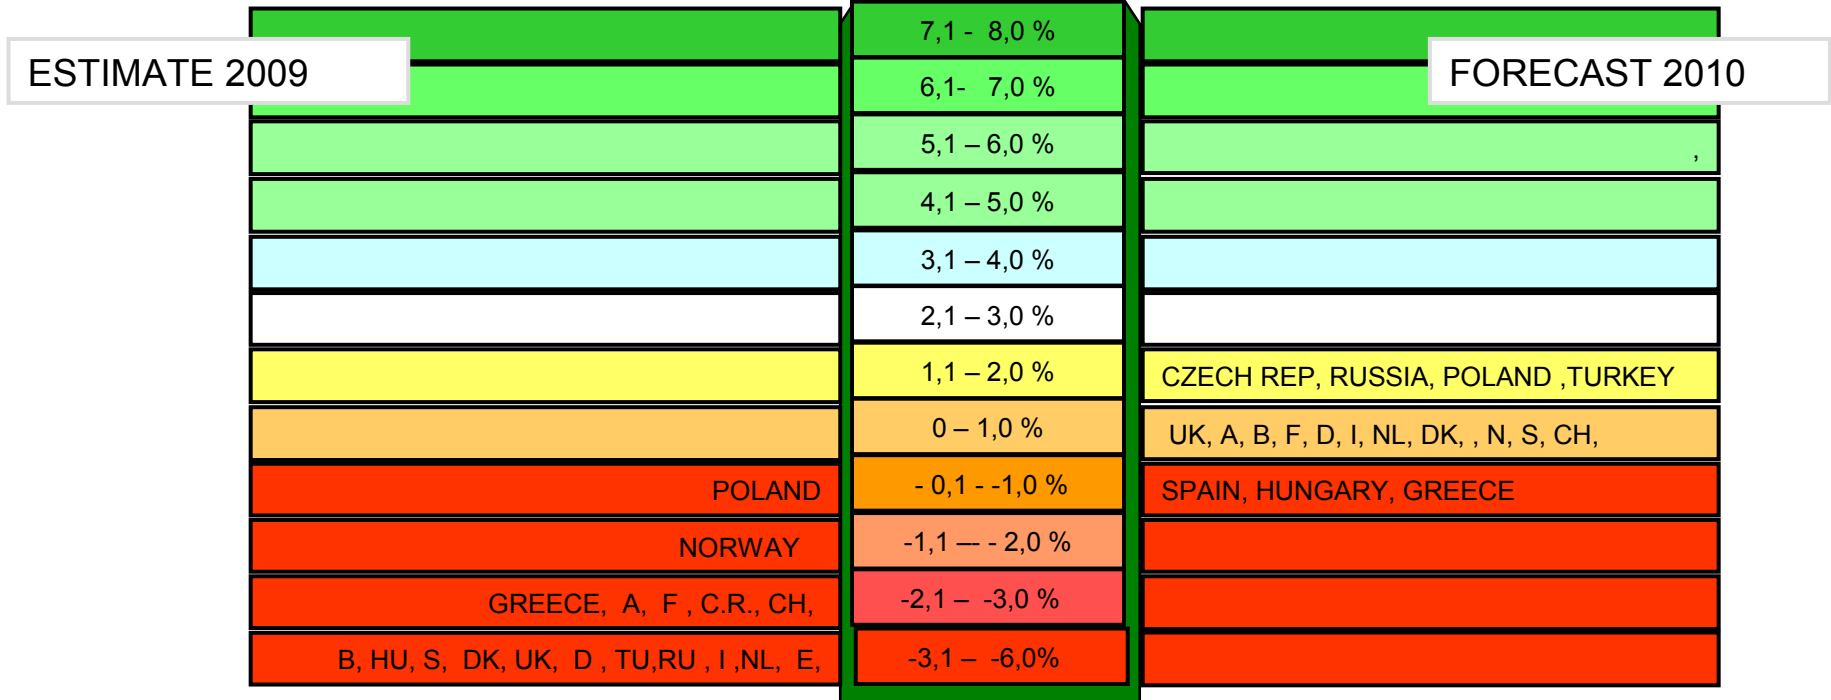 7,1 - 8,0 %
ESTIMATE 2009
FORECAST 2010
6,1- 7,0 %
5,1 – 6,0 %
,
4,1 – 5,0 %
3,1 – 4,0 %
2,1 – 3,0 %
1,1 – 2,0 %
CZECH REP, RUSSIA, POLAND ,TURKEY
0 – 1,0 %
UK, A, B, F, D, I, NL, DK, , N, S, CH,
POLAND
- 0,1 - -1,0 %
SPAIN, HUNGARY, GREECE
NORWAY
-1,1 –- - 2,0 %
GREECE, A, F , C.R., CH,
-2,1 – -3,0 %
B, HU, S, DK, UK, D , TU,RU , I ,NL, E,
-3,1 – -6,0%